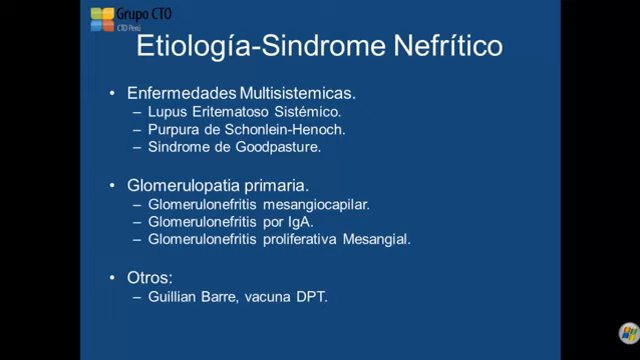 Grupo CTO
CTO Perú
Etiología-Sindrome Nefrítico
• Enfermedades Multisistemicas.
– Lupus Eritematoso Sistémico.
– Purpura de Schonlein-Henoch.
– Sindrome de Goodpasture.
• Glomerulopatia primaria.
– Glomerulonefritis mesangiocapilar.
– Glomerulonefritis por IgA.
– Glomerulonefritis proliferativa Mesangial.
• Otros:
– Guillian Barre, vacuna DPT.